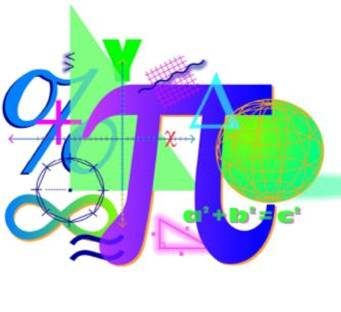 Y
%
+
π
χ
a² + b² = c²